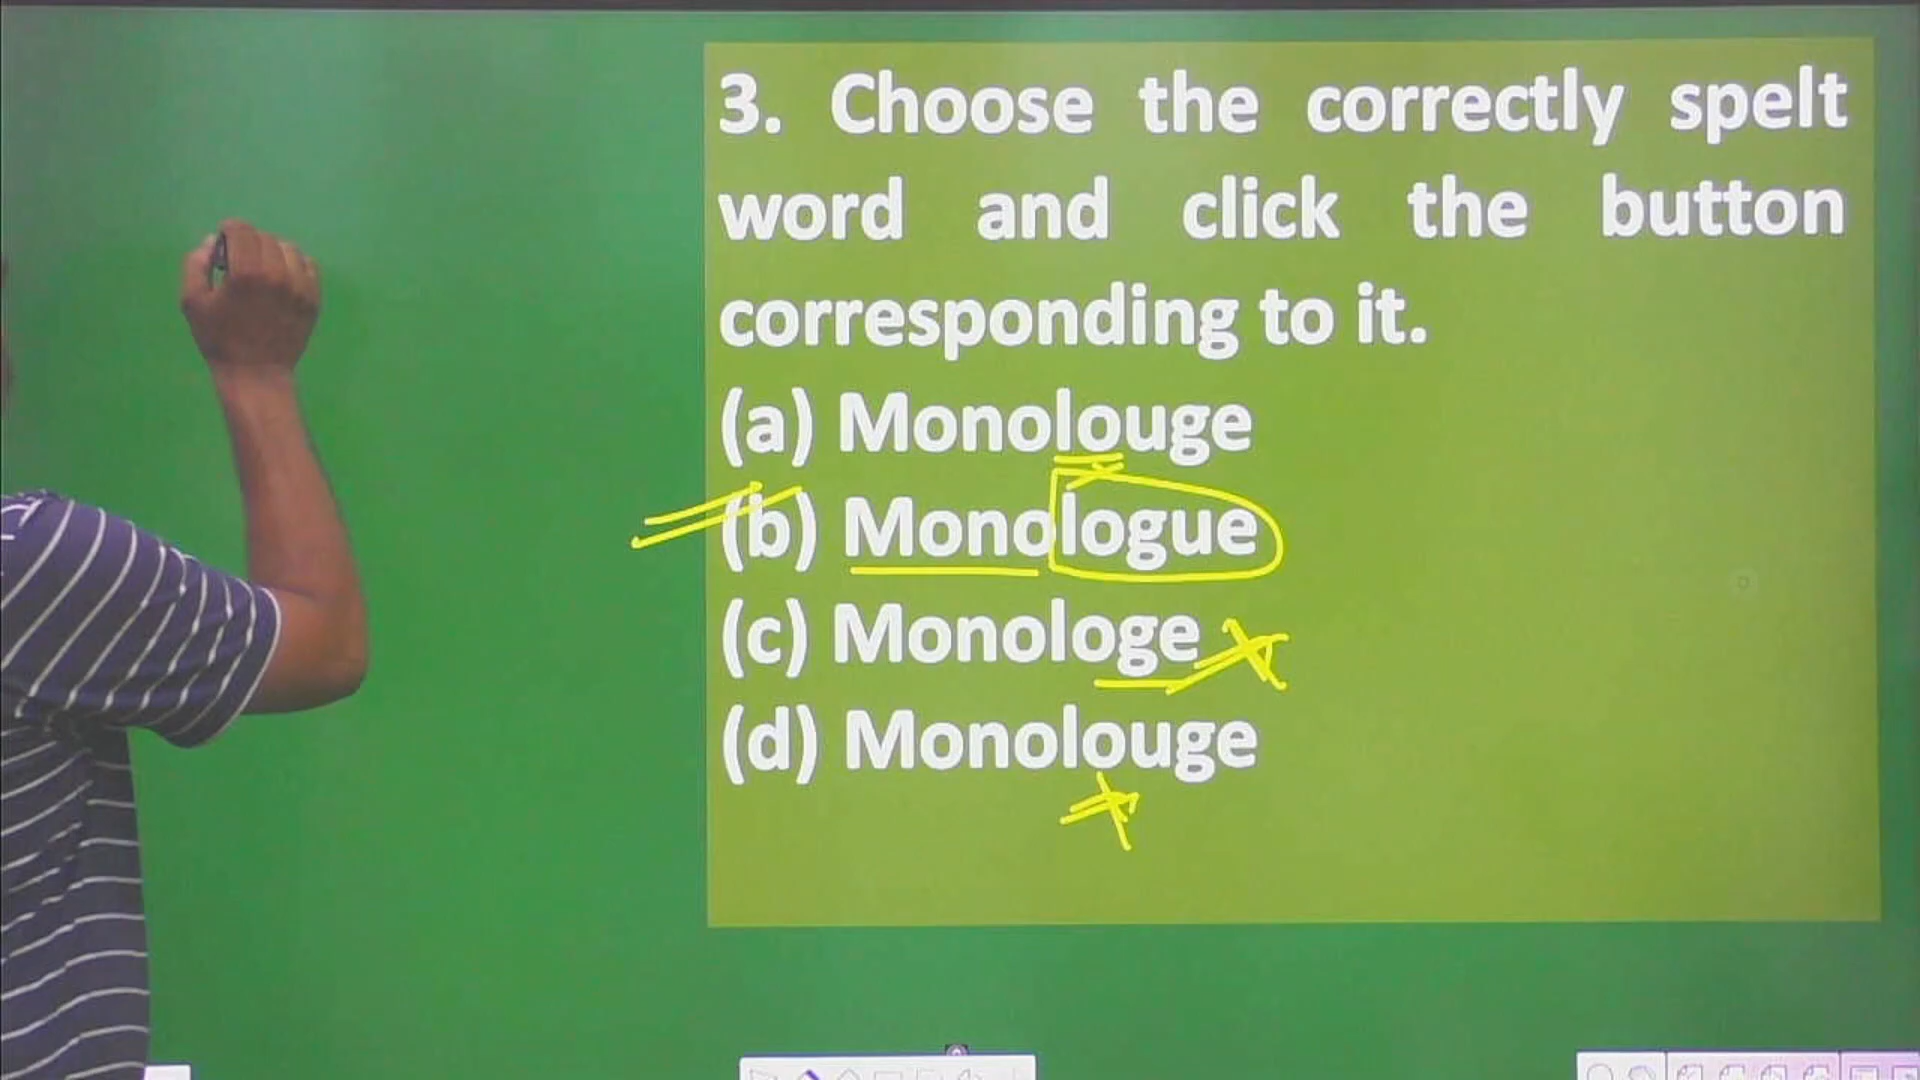 3. Choose the correctly spelt
word and click the button
corresponding to it.
(a) Monolouge
(b) Monologue
(c) Monologe
(d) Monolouge